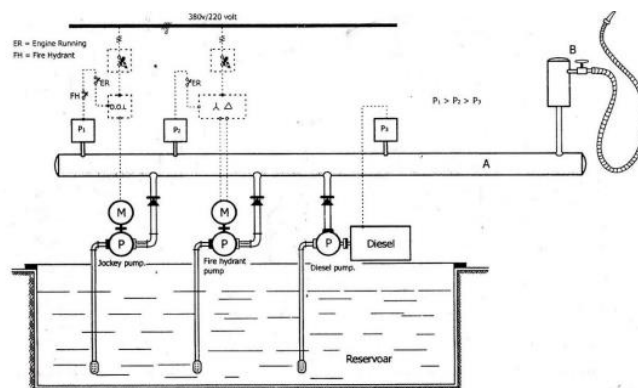 380v/220 volt
ER = Engine Running
FH = Fire Hydrant
B
ER
ER
FH
D.O.L
Y Δ
P₁ > P₂ > P₃
P₁
P₂
P₃
A
M
M
P
P
P
Diesel
Jockey pump.
Fire hydrant
pump
Diesel pump.
Reservoar